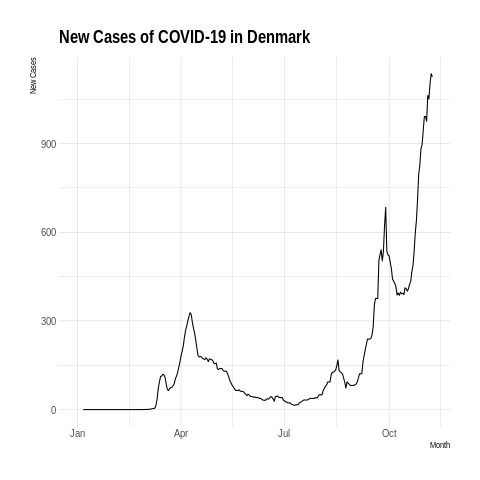 New Cases of COVID-19 in Denmark
New Cases
900
600
300
0
Jan Apr Jul Oct
Month